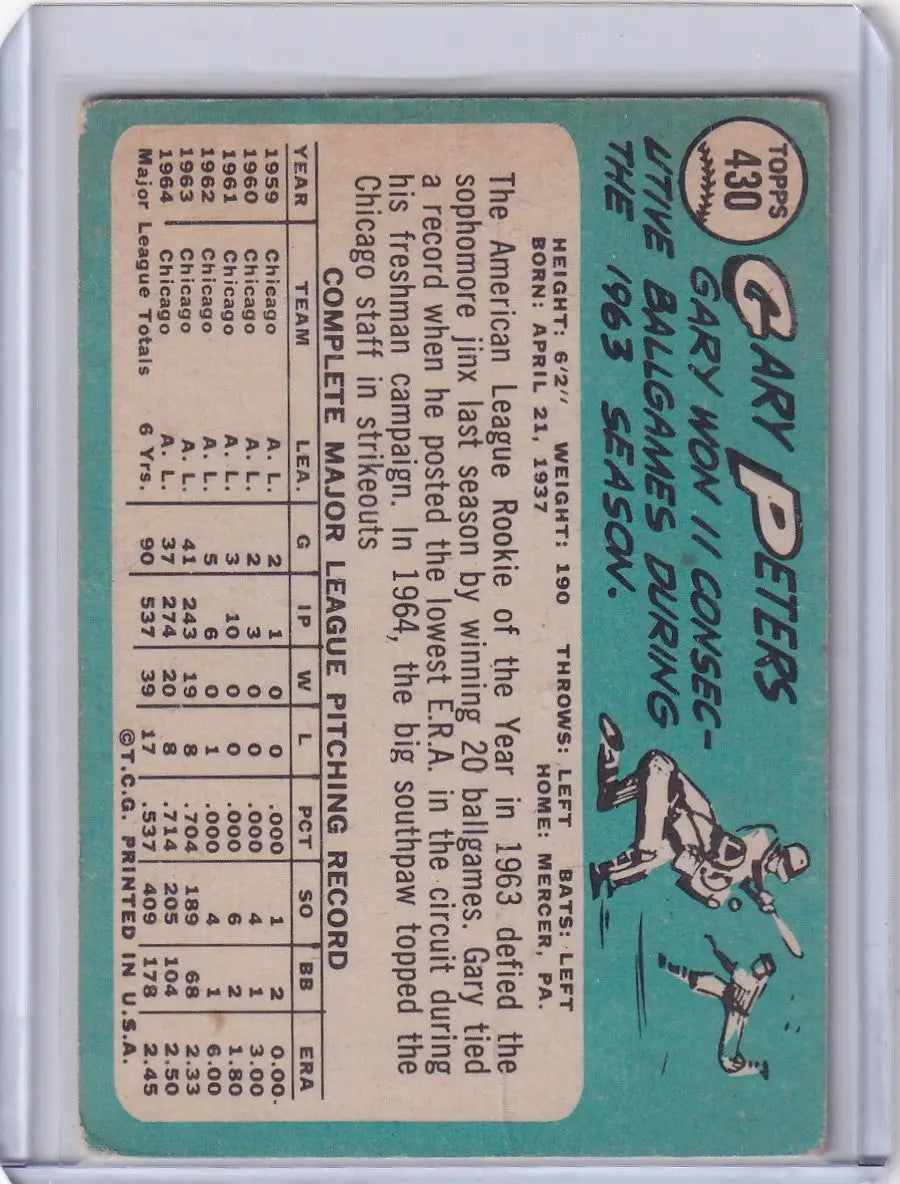 TOPPS
430
GARY PETERS
GARY WON 11 CONSEC-
UTIVE BALLGAMES DURING
THE 1963 SEASON.
HEIGHT: 6'2" WEIGHT: 190 THROWS: LEFT BATS: LEFT
BORN: APRIL 21, 1937 HOME: MERCER, PA.
The American League Rookie of the Year in 1963 defied the
sophomore jinx last season by winning 20 ballgames. Gary tied
a record when he posted the lowest E.R.A. in the circuit during
his freshman campaign. In 1964, the big southpaw topped the
Chicago staff in strikeouts
COMPLETE MAJOR LEAGUE PITCHING RECORD
YEAR TEAM LEA. G IP W L PCT SO BB ERA
1959 Chicago A. L. 2 1 0 0 .000 1 2 0.00
1960 Chicago A. L. 2 3 0 0 .000 4 1 3.00
1961 Chicago A. L. 3 10 0 0 .000 6 2 1.80
1962 Chicago A. L. 5 6 0 1 .000 4 1 6.00
1963 Chicago A. L. 41 243 19 8 .704 189 68 2.33
1964 Chicago A. L. 37 274 20 8 .714 205 104 2.50
Major League Totals 6 Yrs. 90 537 39 17 .537 409 178 2.45
©T.C.G. PRINTED IN U.S.A.